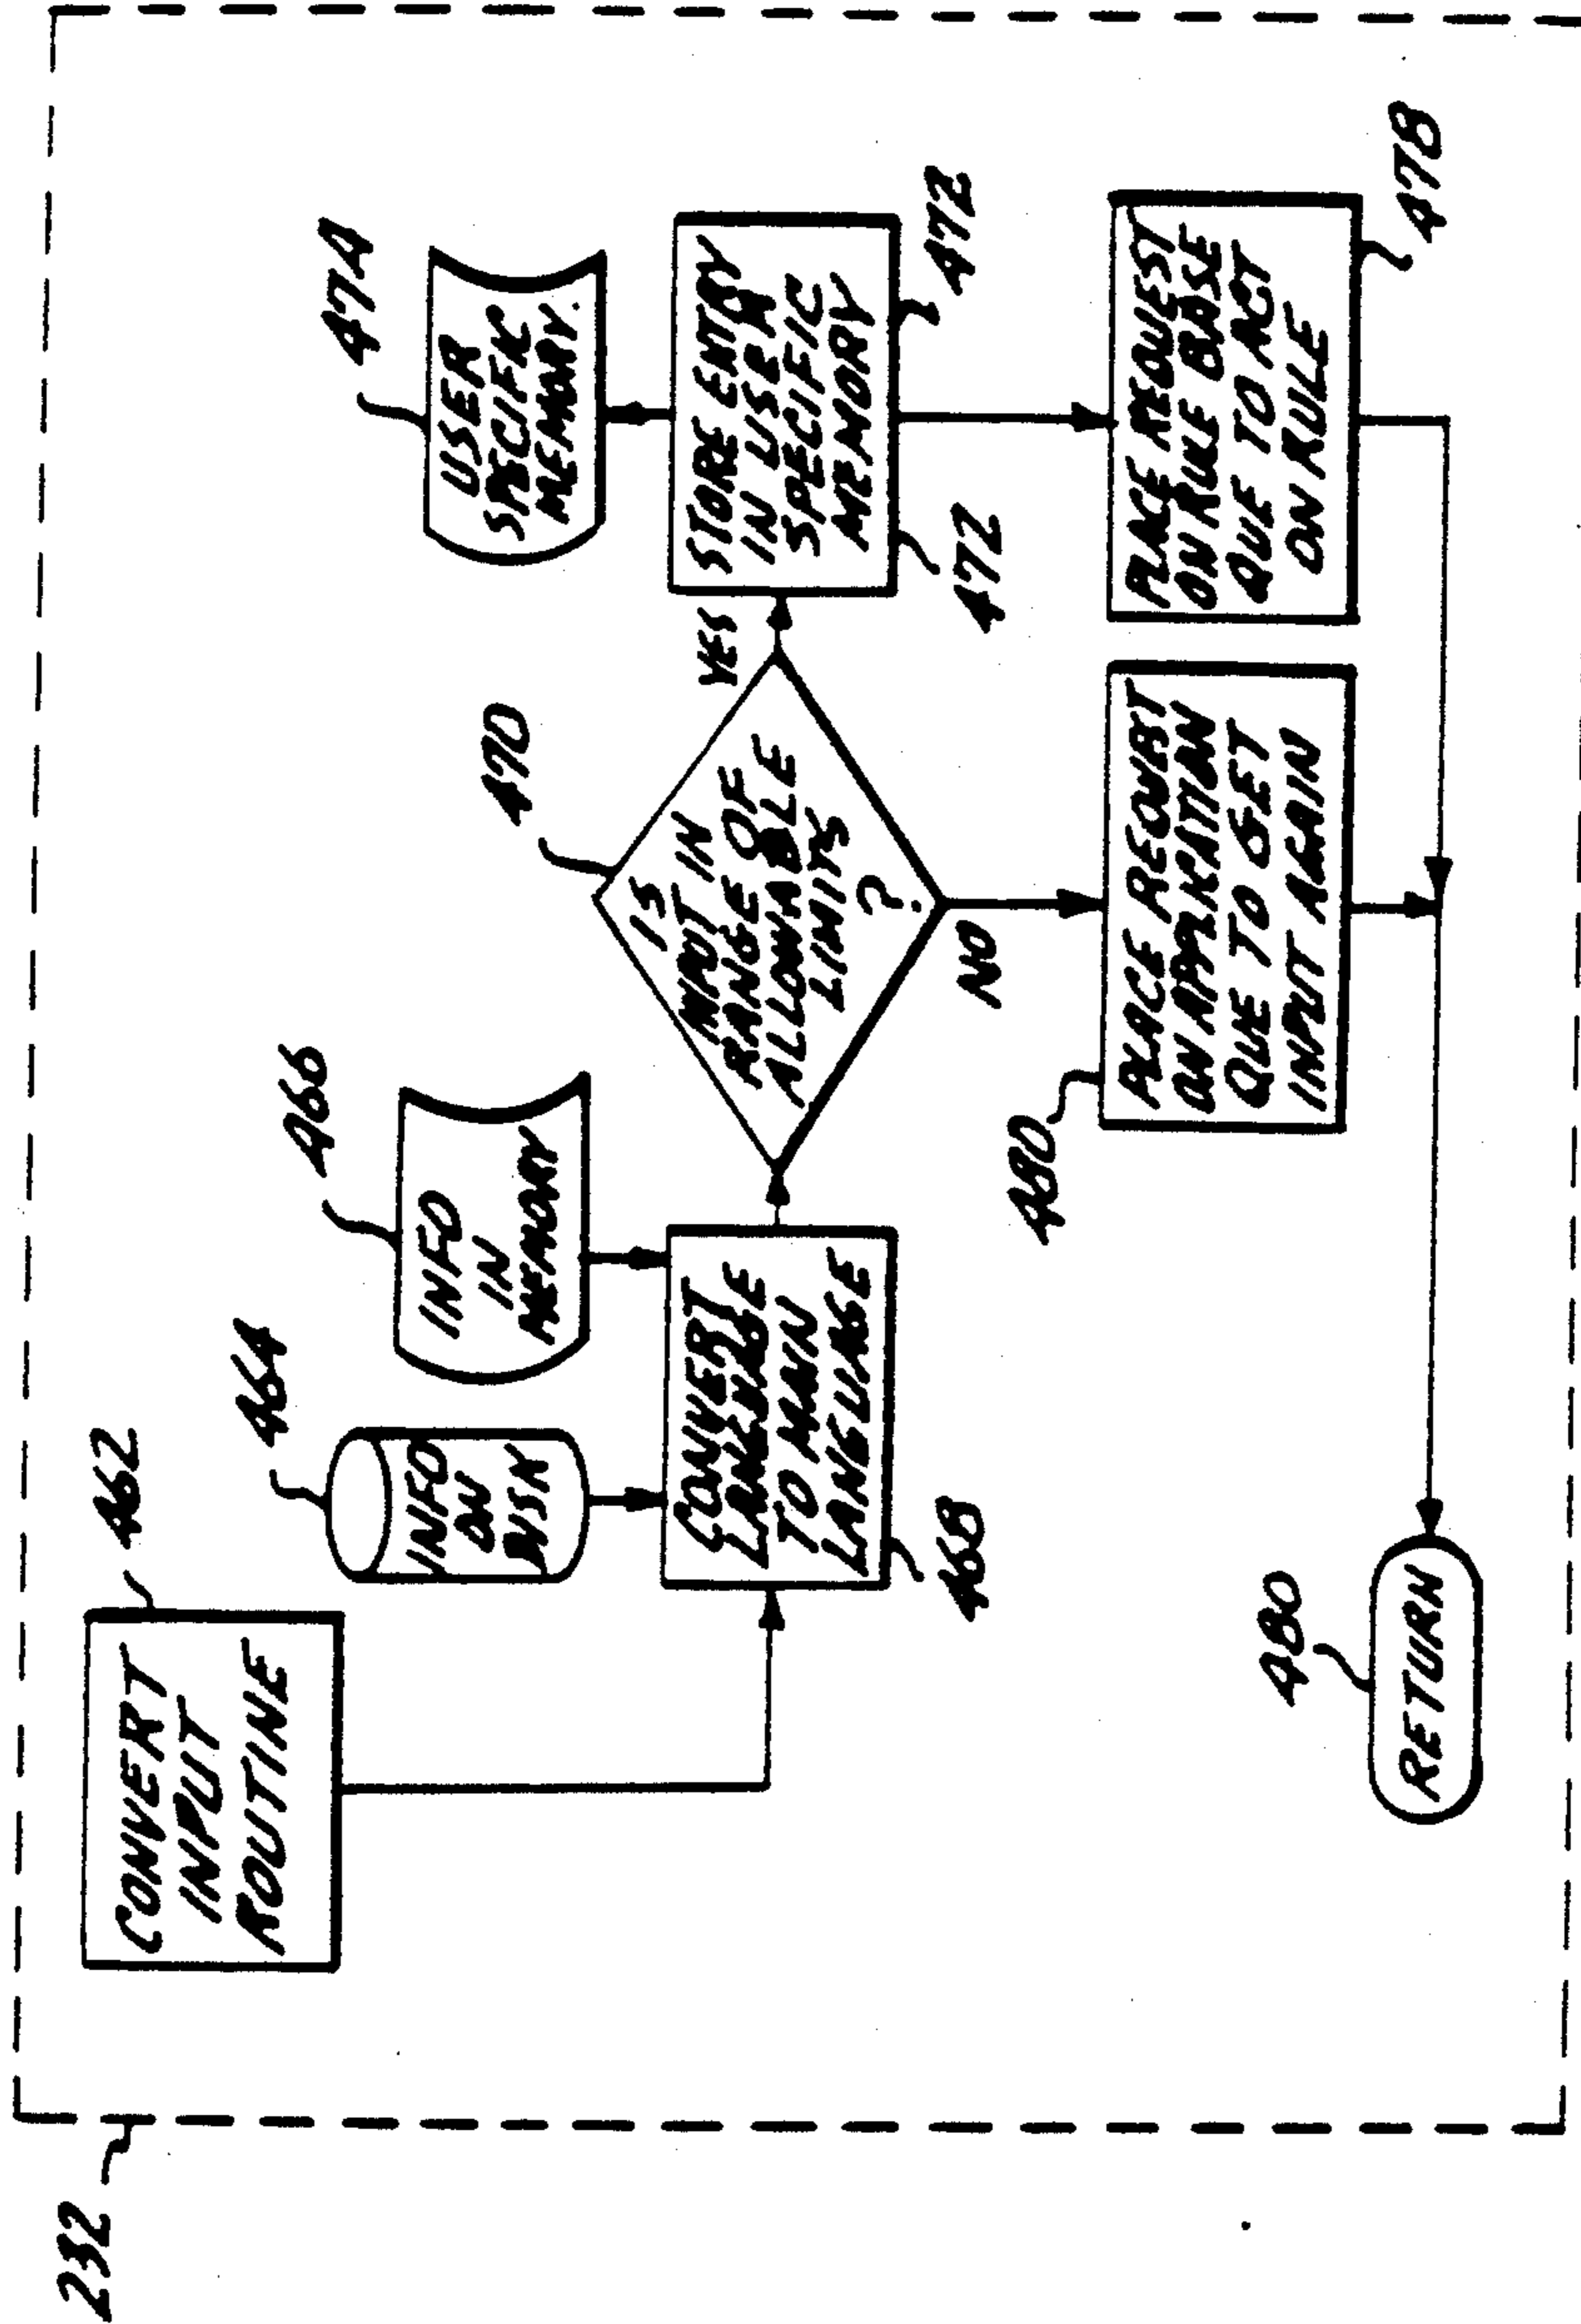 232
CONVERT
INPUT
ROUTINE
462
INFO
ON
DISK
464
INFO
IN
MEMORY
466
CONVERT
LANGUAGE
TO MAIN
LANGUAGE
468
IS
INPUT IN
RANGE OF
ALLOWABLE
LIMITS
?
470
YES
NO
USER
SPECIFIC
MEMORY.
474
STORE ENTRY
IN USER
SPECIFIC
MEMORY
472
472
PLACE REQUEST
ON APPLICATION
QUE TO GET
INPUT AGAIN
480
PLACE REQUEST
ON RULE BASE
QUE TO ACT
ON RULE
478
RETURN
480